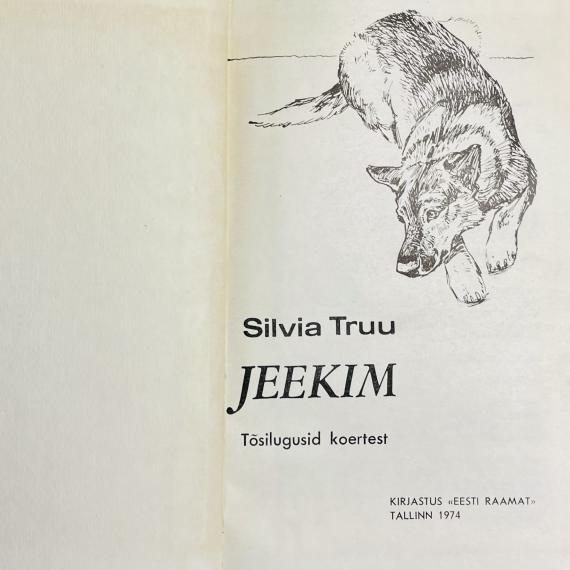 Silvia Truu
JEEKIM
Tõsilugusid koertest
KIRJASTUS «EESTI RAAMAT»
TALLINN 1974